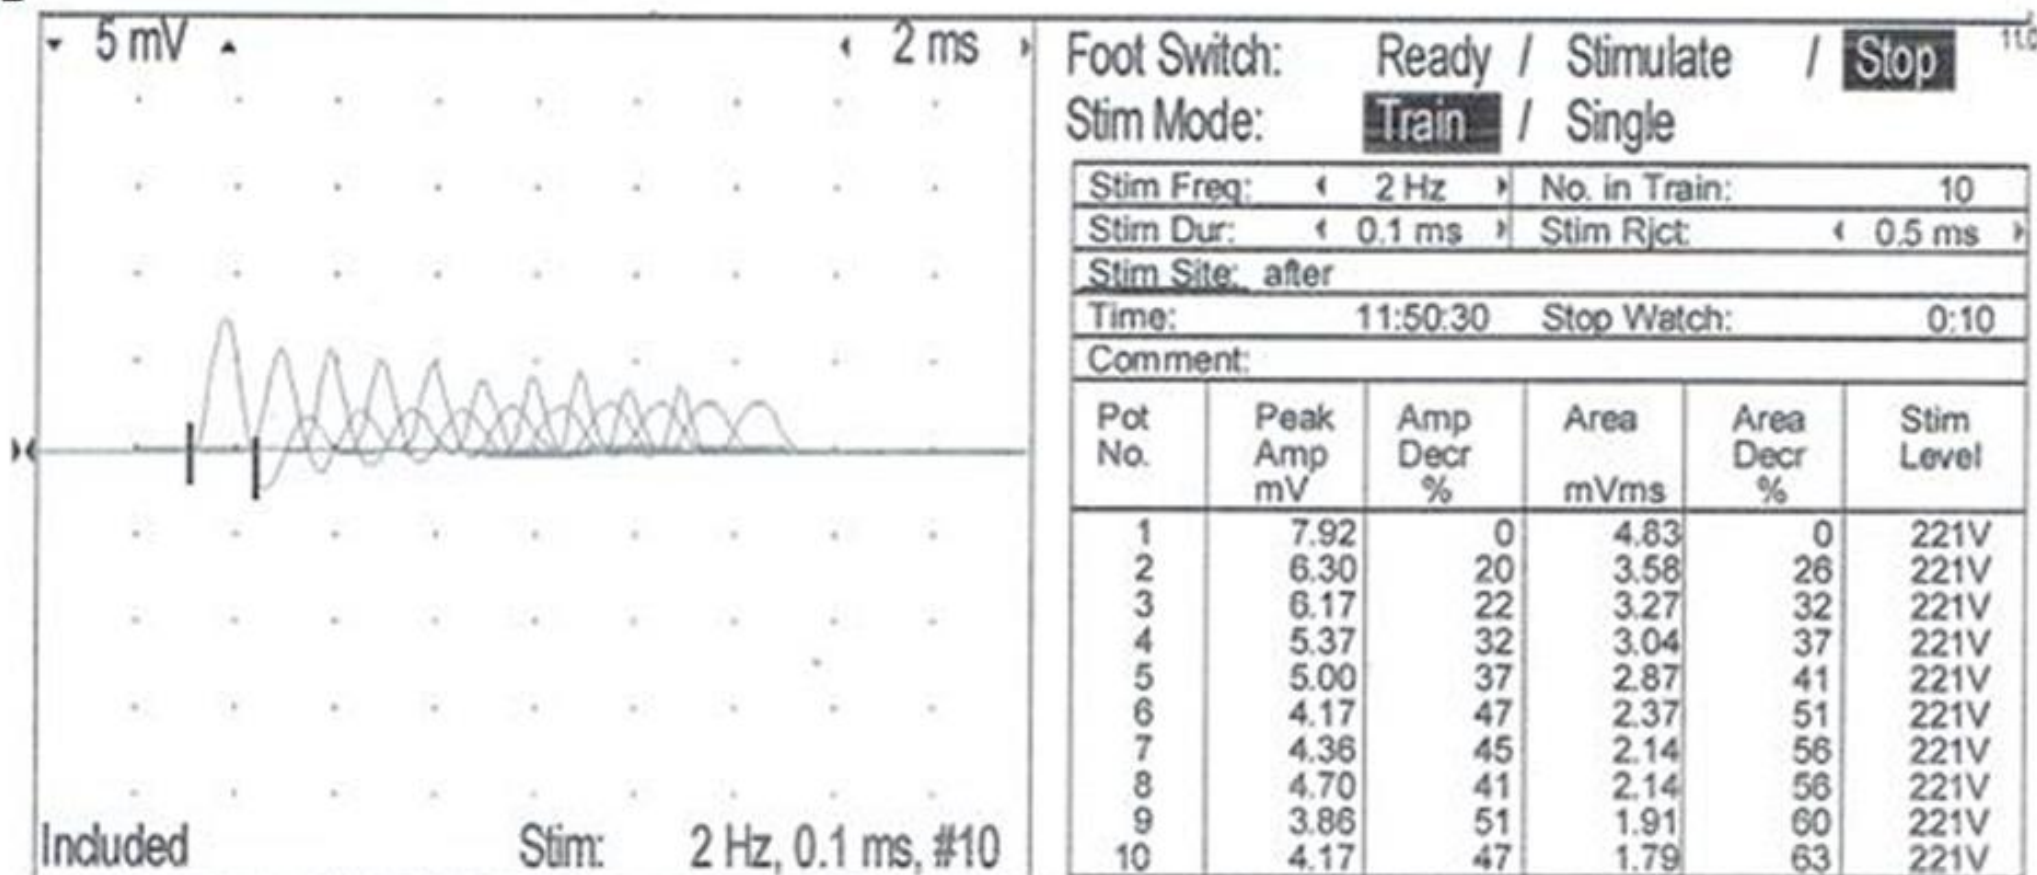 5 mV
2 ms
Foot Switch: Ready / Stimulate / Stop
Stim Mode: Train / Single
Stim Freq: 2 Hz No. in Train: 10
Stim Dur: 0.1 ms Stim Rjct: 0.5 ms
Stim Site: after
Time: 11:50:30 Stop Watch: 0:10
Comment:
Pot Peak Amp Area Area Stim
No. Amp Decr Decr Level
mV % mVms %
1 7.92 0 4.83 0 221V
2 6.30 20 3.58 26 221V
3 6.17 22 3.27 32 221V
4 5.37 32 3.04 37 221V
5 5.00 37 2.87 41 221V
6 4.17 47 2.37 51 221V
7 4.36 45 2.14 56 221V
8 4.70 41 2.14 56 221V
9 3.86 51 1.91 60 221V
10 4.17 47 1.79 63 221V
Included Stim: 2 Hz, 0.1 ms, #10